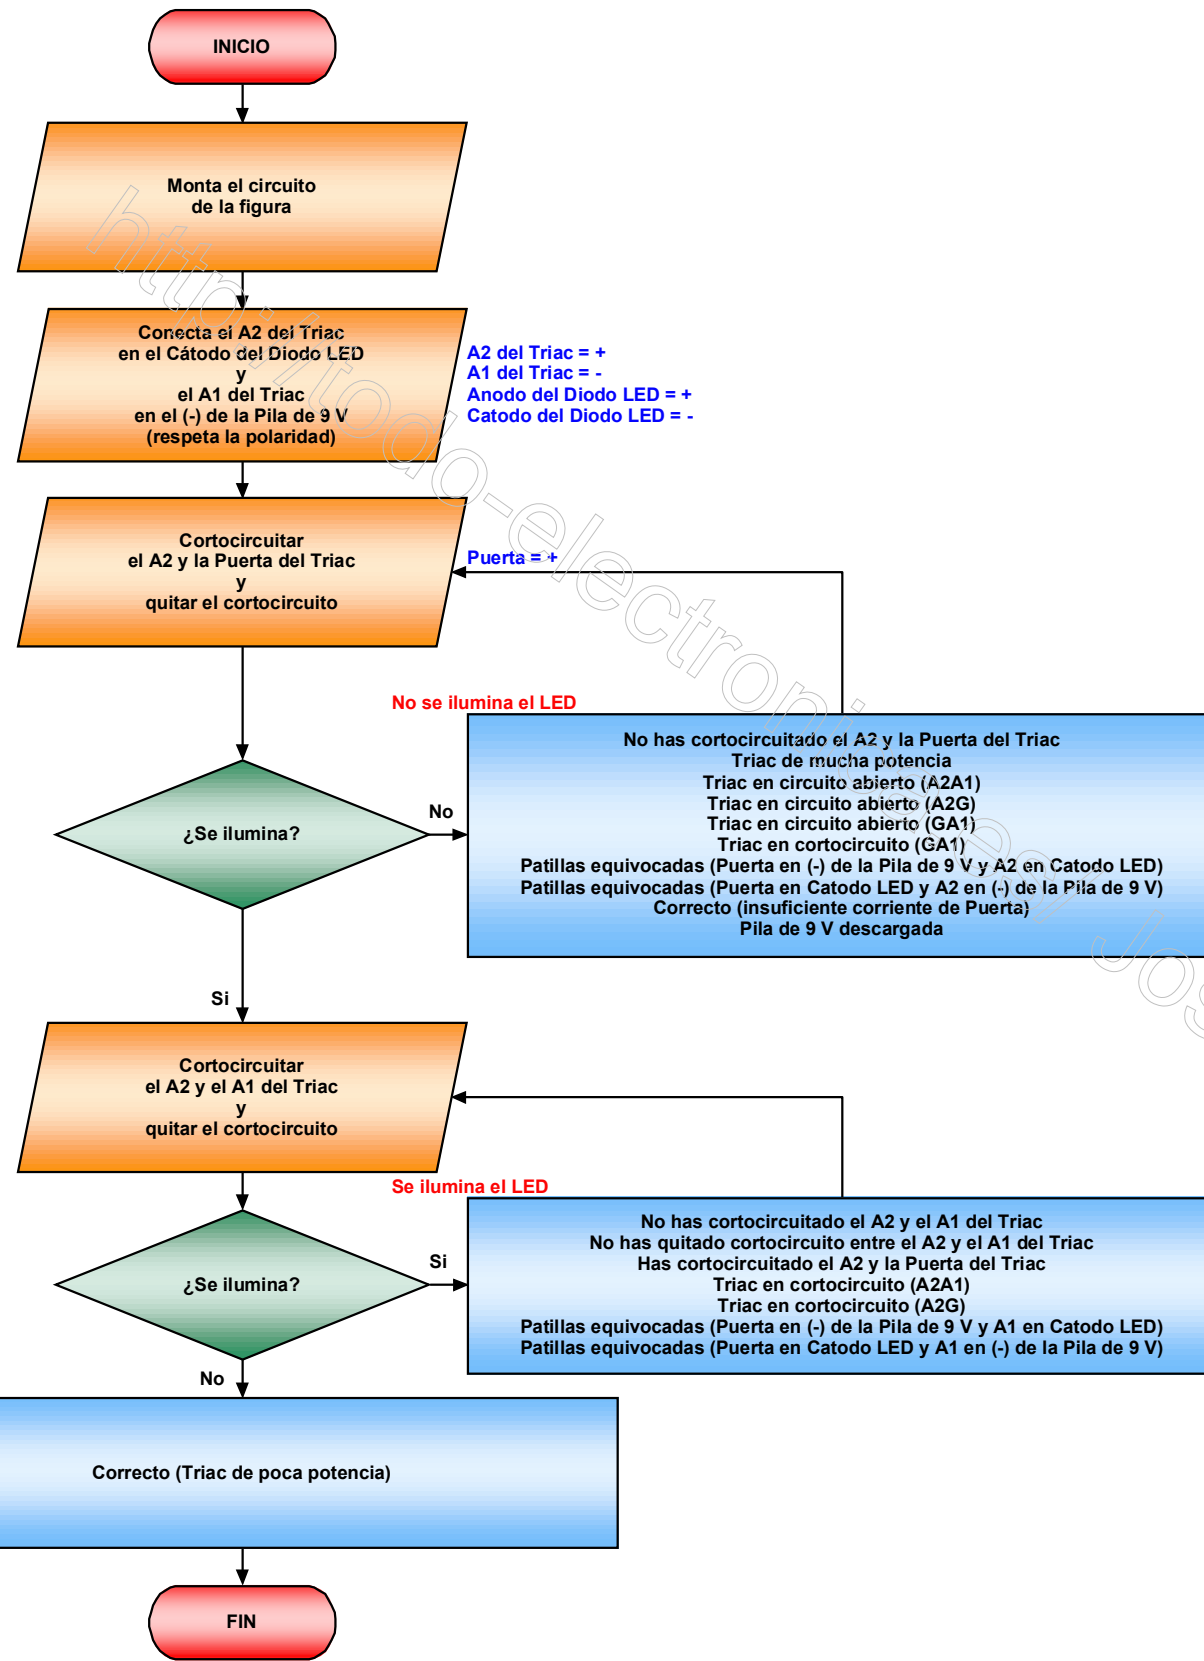 INICIO
Monta el circuito
de la figura
Conecta el A2 del Triac
en el Cátodo del Diodo LED
y
el A1 del Triac
en el (-) de la Pila de 9 V
(respeta la polaridad)
A2 del Triac = +
A1 del Triac = -
Anodo del Diodo LED = +
Catodo del Diodo LED = -
Cortocircuitar
el A2 y la Puerta del Triac
y
quitar el cortocircuito
Puerta = +
No se ilumina el LED
¿Se ilumina?
No
No has cortocircuitado el A2 y la Puerta del Triac
Triac de mucha potencia
Triac en circuito abierto (A2A1)
Triac en circuito abierto (A2G)
Triac en circuito abierto (GA1)
Triac en cortocircuito (GA1)
Patillas equivocadas (Puerta en (-) de la Pila de 9 V y A2 en Catodo LED)
Patillas equivocadas (Puerta en Catodo LED y A2 en (-) de la Pila de 9 V)
Correcto (insuficiente corriente de Puerta)
Pila de 9 V descargada
Si
Cortocircuitar
el A2 y el A1 del Triac
y
quitar el cortocircuito
Se ilumina el LED
¿Se ilumina?
Si
No has cortocircuitado el A2 y el A1 del Triac
No has quitado cortocircuito entre el A2 y el A1 del Triac
Has cortocircuitado el A2 y la Puerta del Triac
Triac en cortocircuito (A2A1)
Triac en cortocircuito (A2G)
Patillas equivocadas (Puerta en (-) de la Pila de 9 V y A1 en Catodo LED)
Patillas equivocadas (Puerta en Catodo LED y A1 en (-) de la Pila de 9 V)
No
Correcto (Triac de poca potencia)
FIN
http://todo-electronica.es/ Jos